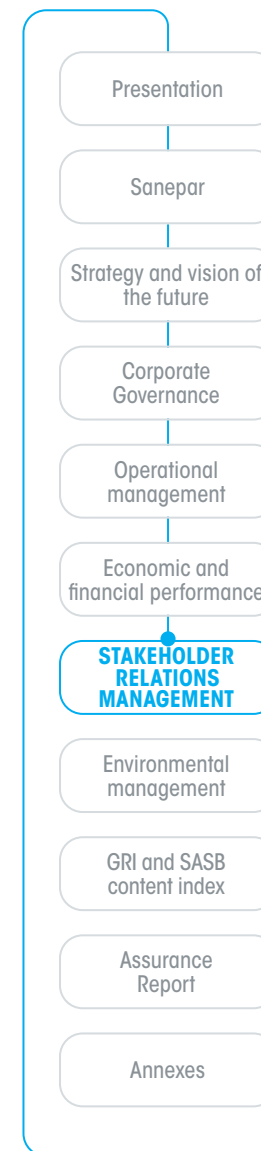 Presentation
Sanepar
Strategy and vision of
the future
Corporate
Governance
Operational
management
Economic and
financial performance
STAKEHOLDER
RELATIONS
MANAGEMENT
Environmental
management
GRI and SASB
content index
Assurance
Report
Annexes